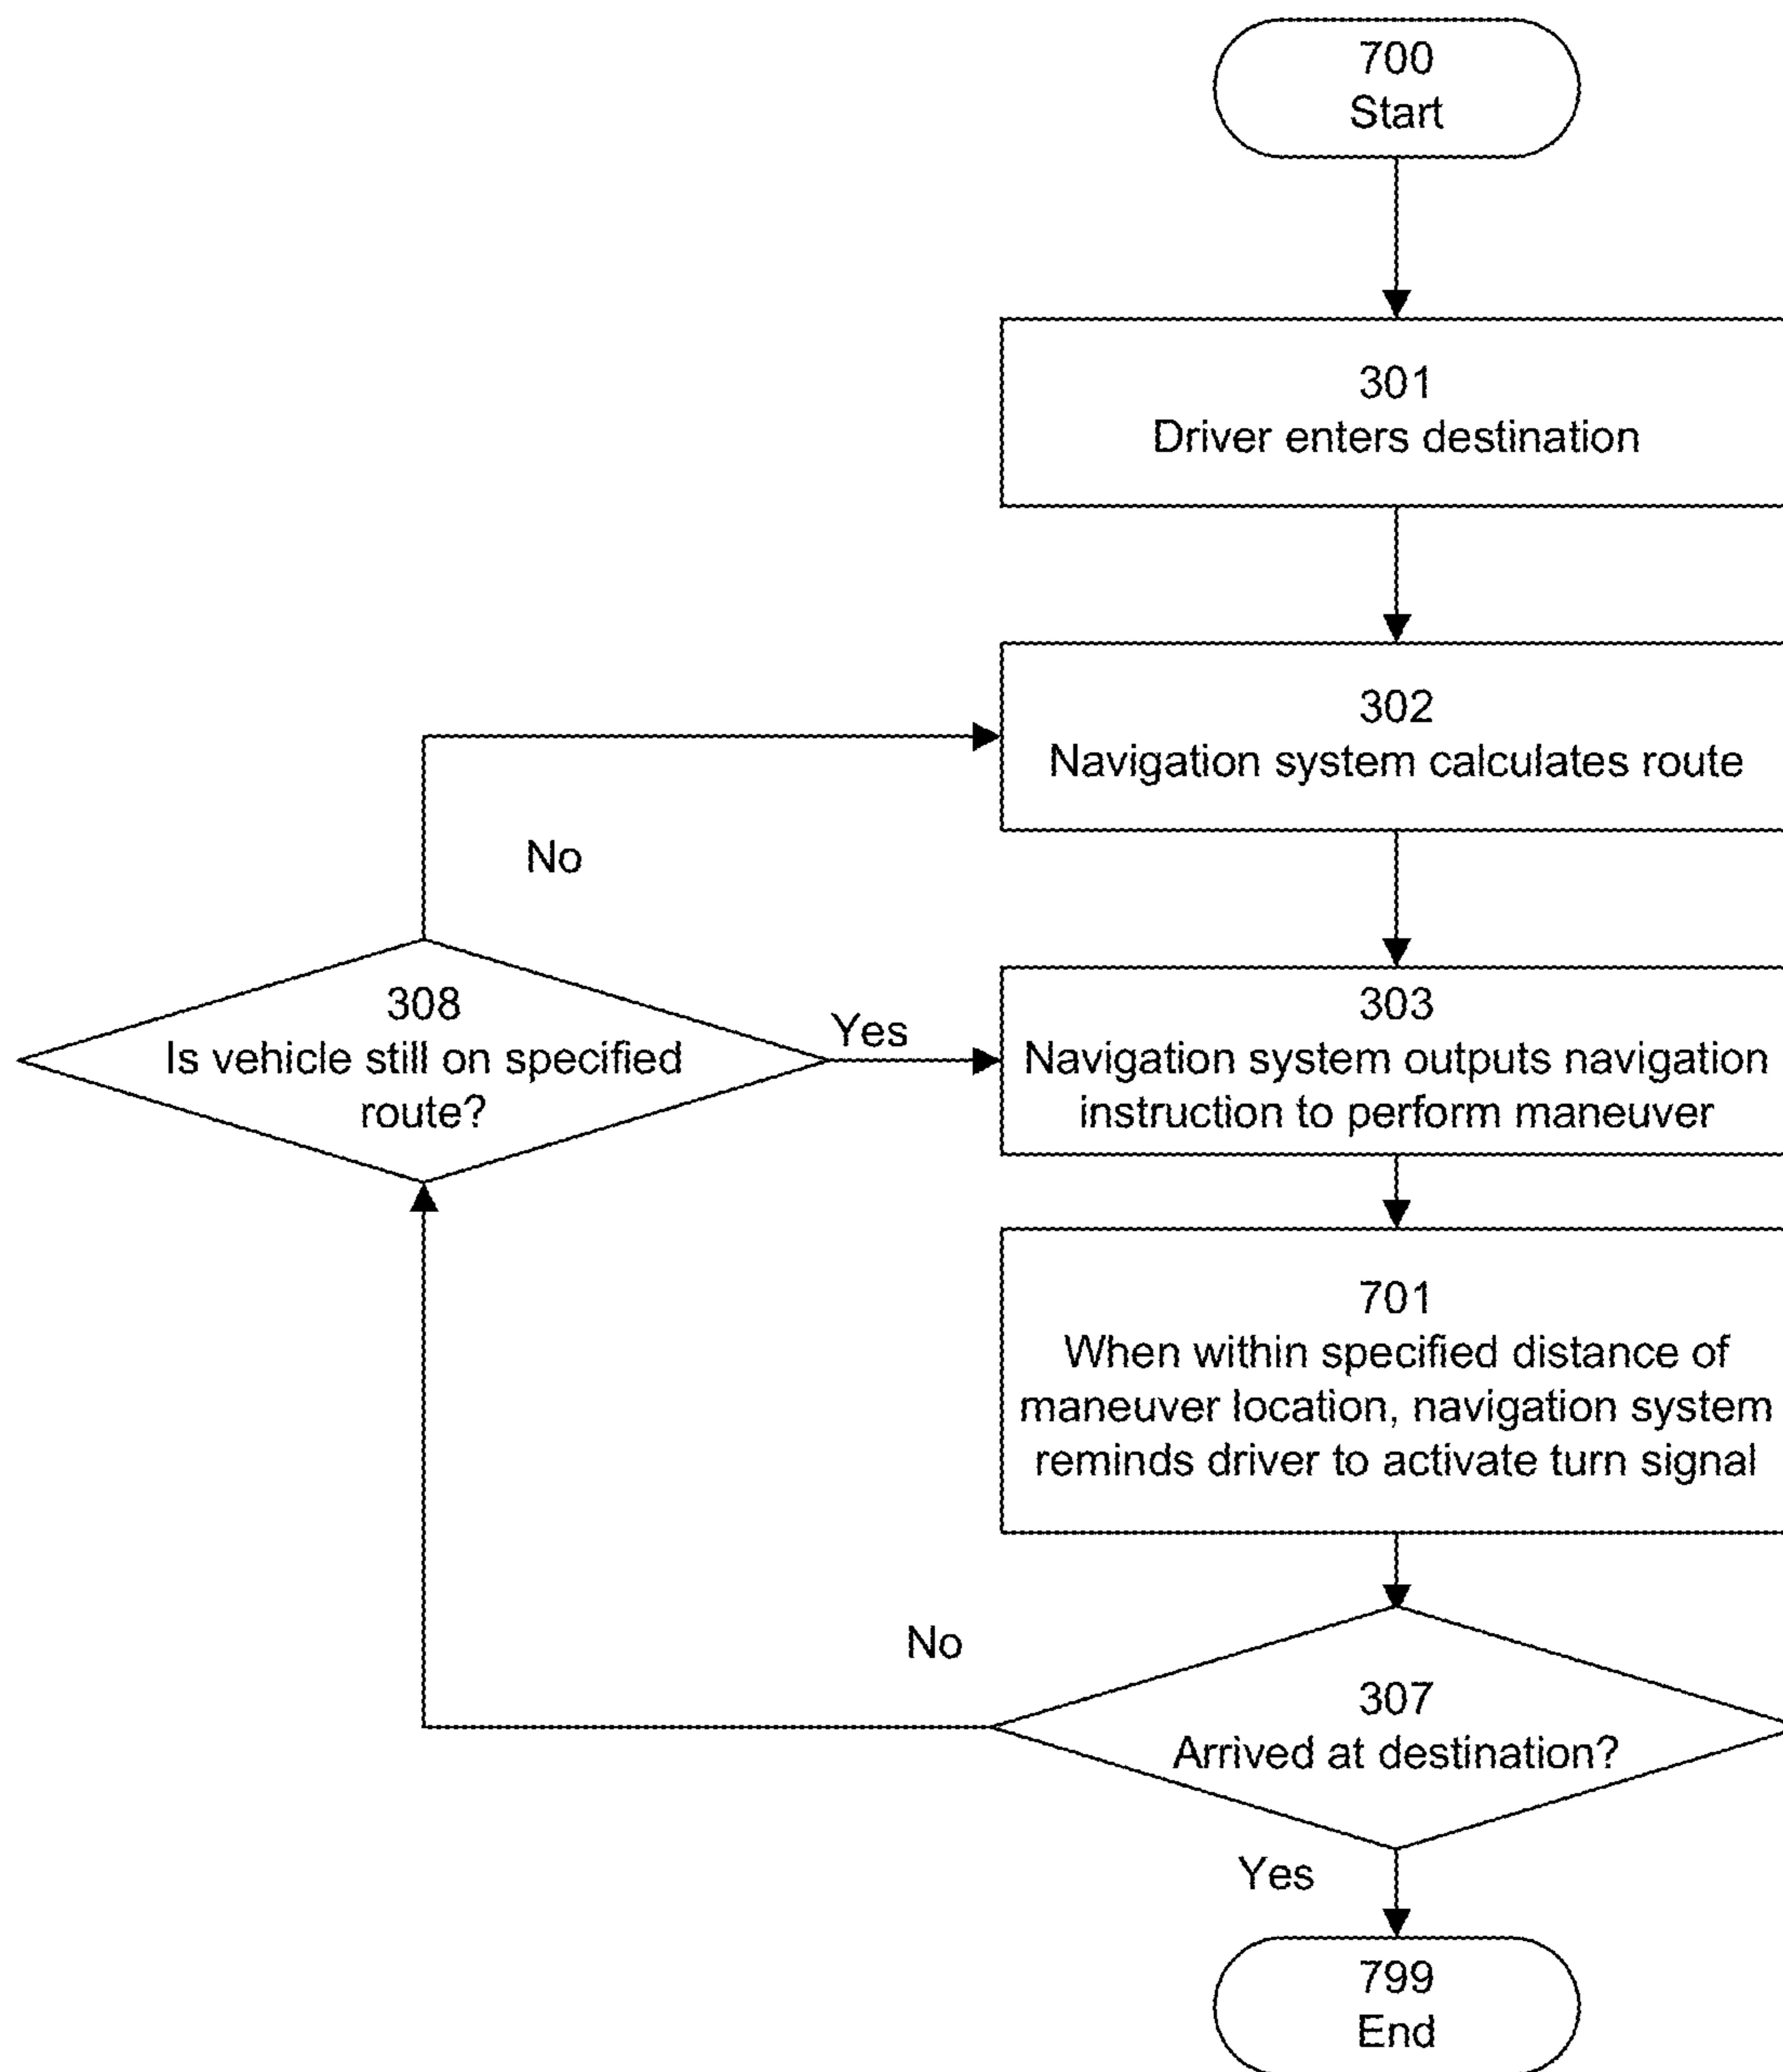 700
Start
301
Driver enters destination
302
Navigation system calculates route
No
308
Is vehicle still on specified
route?
Yes
303
Navigation system outputs navigation
instruction to perform maneuver
701
When within specified distance of
maneuver location, navigation system
reminds driver to activate turn signal
No
307
Arrived at destination?
Yes
799
End